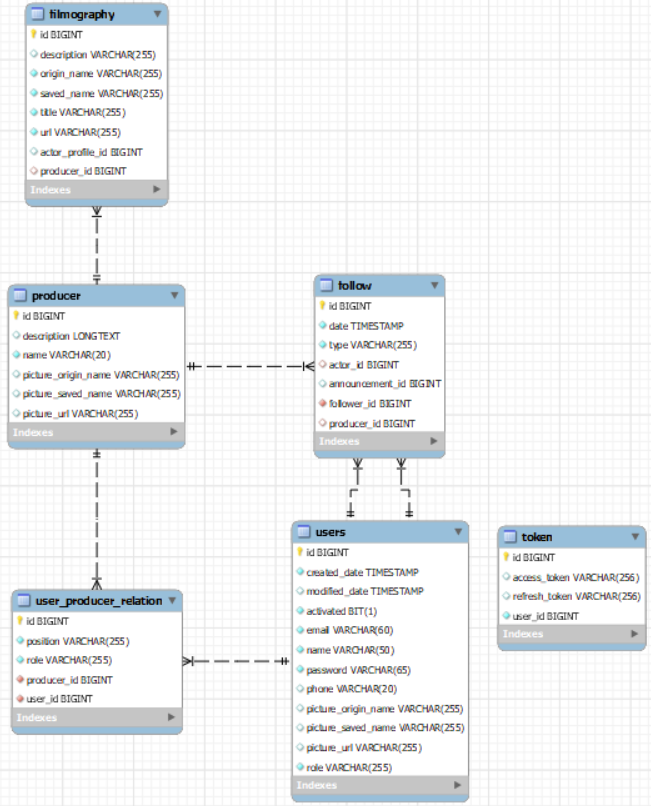 filmography
id BIGINT
description VARCHAR(255)
origin_name VARCHAR(255)
saved_name VARCHAR(255)
title VARCHAR(255)
url VARCHAR(255)
actor_profile_id BIGINT
producer_id BIGINT
Indexes
producer
id BIGINT
description LONGTEXT
name VARCHAR(20)
picture_origin_name VARCHAR(255)
picture_saved_name VARCHAR(255)
picture_url VARCHAR(255)
Indexes
follow
id BIGINT
date TIMESTAMP
type VARCHAR(255)
actor_id BIGINT
announcement_id BIGINT
follower_id BIGINT
producer_id BIGINT
Indexes
user_producer_relation
id BIGINT
position VARCHAR(255)
role VARCHAR(255)
producer_id BIGINT
user_id BIGINT
Indexes
users
id BIGINT
created_date TIMESTAMP
modified_date TIMESTAMP
activated BIT(1)
email VARCHAR(60)
name VARCHAR(50)
password VARCHAR(65)
phone VARCHAR(20)
picture_origin_name VARCHAR(255)
picture_saved_name VARCHAR(255)
picture_url VARCHAR(255)
role VARCHAR(255)
Indexes
token
id BIGINT
access_token VARCHAR(256)
refresh_token VARCHAR(256)
user_id BIGINT
Indexes